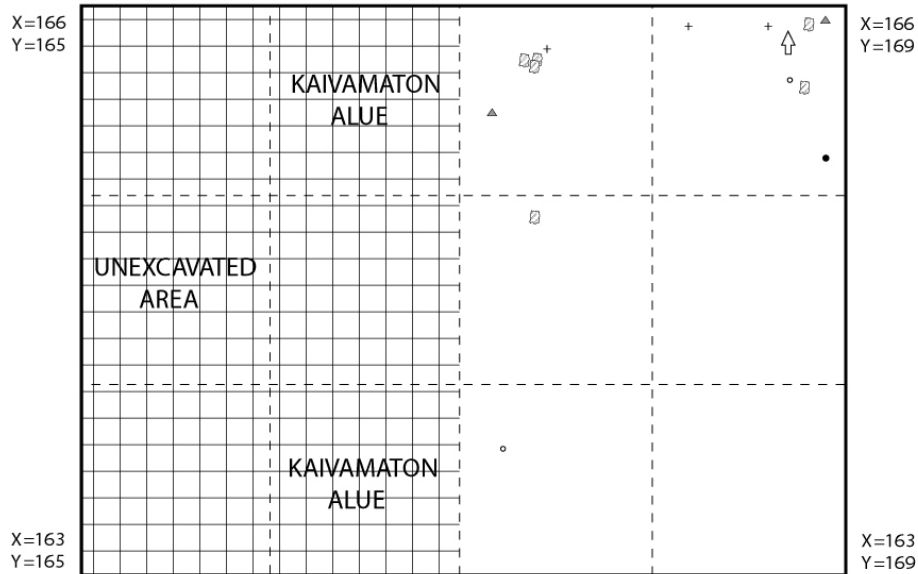 X=166
Y=165
X=166
Y=169
KAIVAMATON
ALUE
UNEXCAVATED
AREA
KAIVAMATON
ALUE
X=163
Y=165
X=163
Y=169